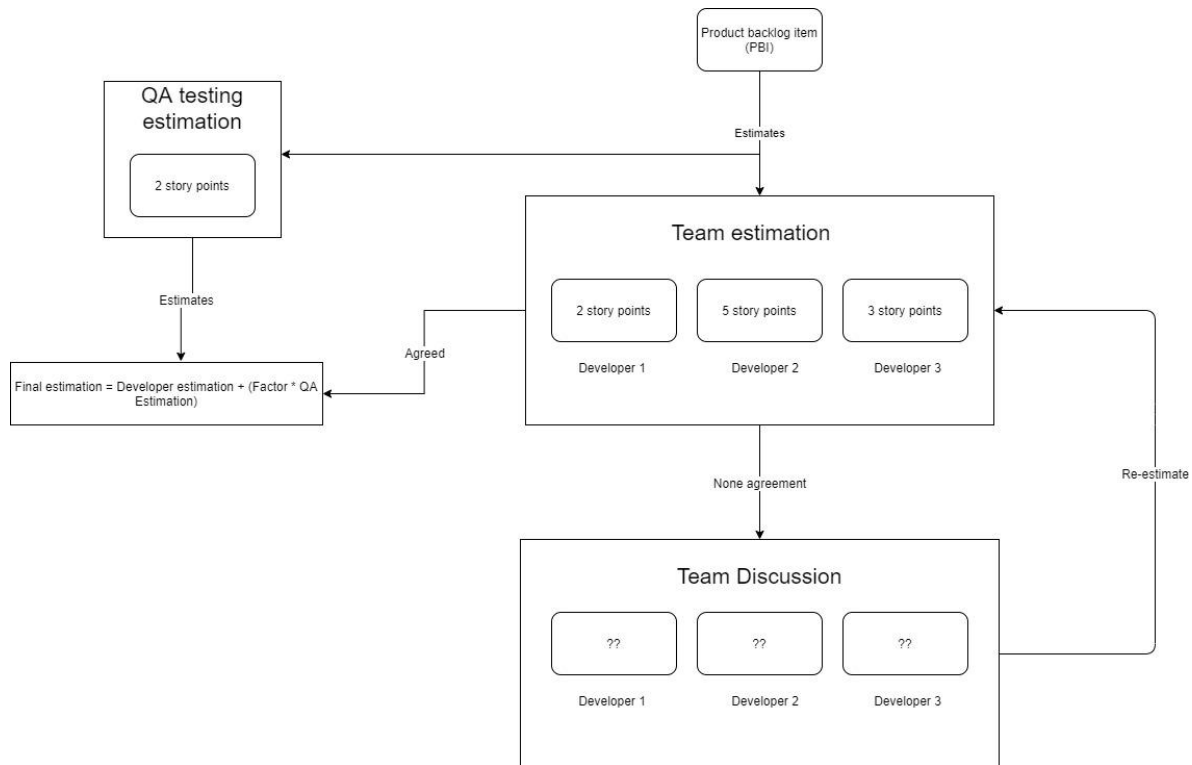 Product backlog item
(PBI)
QA testing
estimation
2 story points
Estimates
Team estimation
2 story points
5 story points
3 story points
Developer 1
Developer 2
Developer 3
Estimates
Agreed
Final estimation = Developer estimation + (Factor * QA
Estimation)
None agreement
Re-estimate
Team Discussion
??
??
??
Developer 1
Developer 2
Developer 3